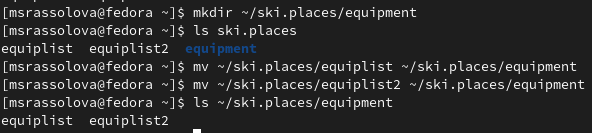 [msrassolova@fedora ~]$ mkdir ~/ski.places/equipment
[msrassolova@fedora ~]$ ls ski.places
equiplist  equiplist2  equipment
[msrassolova@fedora ~]$ mv ~/ski.places/equiplist ~/ski.places/equipment
[msrassolova@fedora ~]$ mv ~/ski.places/equiplist2 ~/ski.places/equipment
[msrassolova@fedora ~]$ ls ~/ski.places/equipment
equiplist  equiplist2